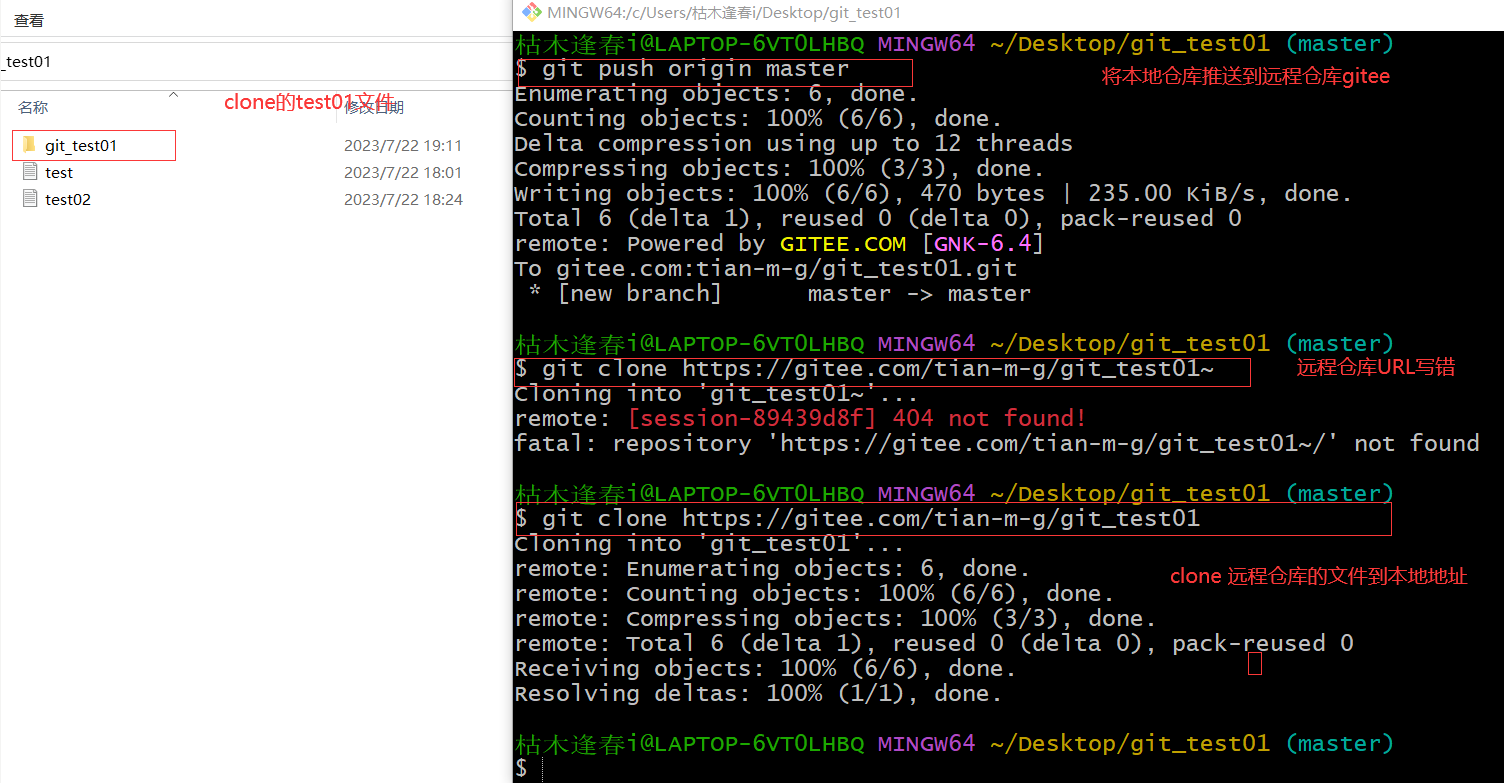 查看
_test01
名称
修改日期
clone的test01文件
git_test01 2023/7/22 19:11
test 2023/7/22 18:01
test02 2023/7/22 18:24
MINGW64:/c/Users/枯木逢春i/Desktop/git_test01
枯木逢春i@LAPTOP-6VT0LHBQ MINGW64 ~/Desktop/git_test01 (master)
$ git push origin master
将本地仓库推送到远程仓库gitee
Enumerating objects: 6, done.
Counting objects: 100% (6/6), done.
Delta compression using up to 12 threads
Compressing objects: 100% (3/3), done.
Writing objects: 100% (6/6), 470 bytes | 235.00 KiB/s, done.
Total 6 (delta 1), reused 0 (delta 0), pack-reused 0
remote: Powered by GITEE.COM [GNK-6.4]
To gitee.com:tian-m-g/git_test01.git
* [new branch] master -> master
枯木逢春i@LAPTOP-6VT0LHBQ MINGW64 ~/Desktop/git_test01 (master)
$ git clone https://gitee.com/tian-m-g/git_test01~
远程仓库URL写错
Cloning into 'git_test01~'...
remote: [session-89439d8f] 404 not found!
fatal: repository 'https://gitee.com/tian-m-g/git_test01~/' not found
枯木逢春i@LAPTOP-6VT0LHBQ MINGW64 ~/Desktop/git_test01 (master)
$ git clone https://gitee.com/tian-m-g/git_test01
Cloning into 'git_test01'...
remote: Enumerating objects: 6, done.
clone 远程仓库的文件到本地地址
remote: Counting objects: 100% (6/6), done.
remote: Compressing objects: 100% (3/3), done.
remote: Total 6 (delta 1), reused 0 (delta 0), pack-reused 0
Receiving objects: 100% (6/6), done.
Resolving deltas: 100% (1/1), done.
枯木逢春i@LAPTOP-6VT0LHBQ MINGW64 ~/Desktop/git_test01 (master)
$